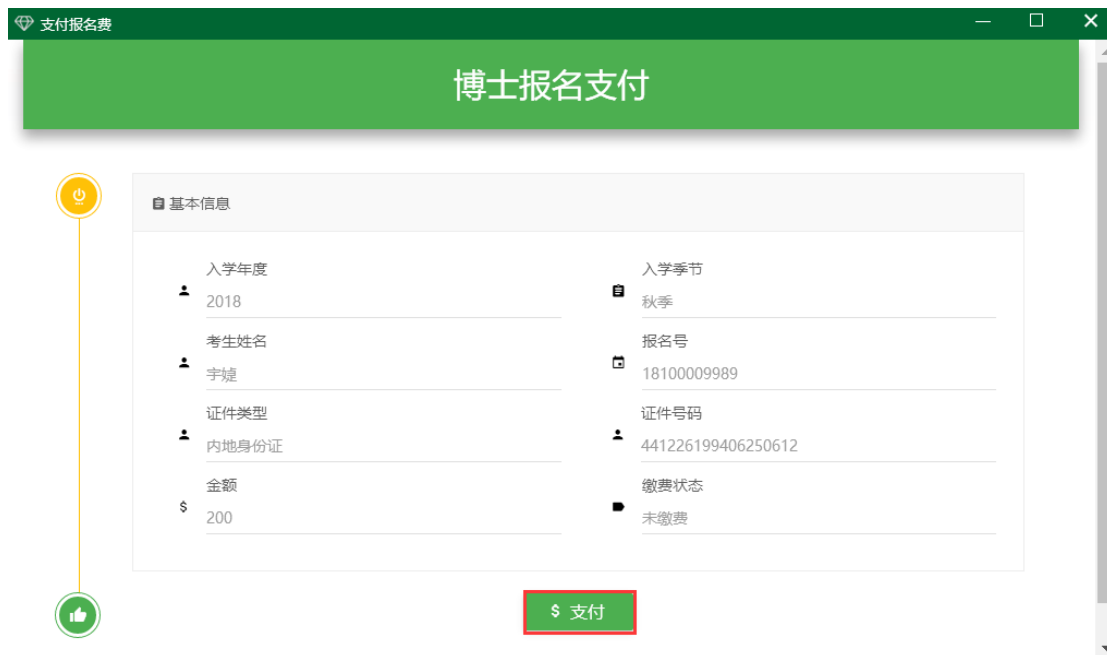 支付报名费
博士报名支付
基本信息
入学年度
2018
入学季节
秋季
考生姓名
宇婥
报名号
18100009989
证件类型
内地身份证
证件号码
441226199406250612
金额
200
缴费状态
未缴费
$ 支付